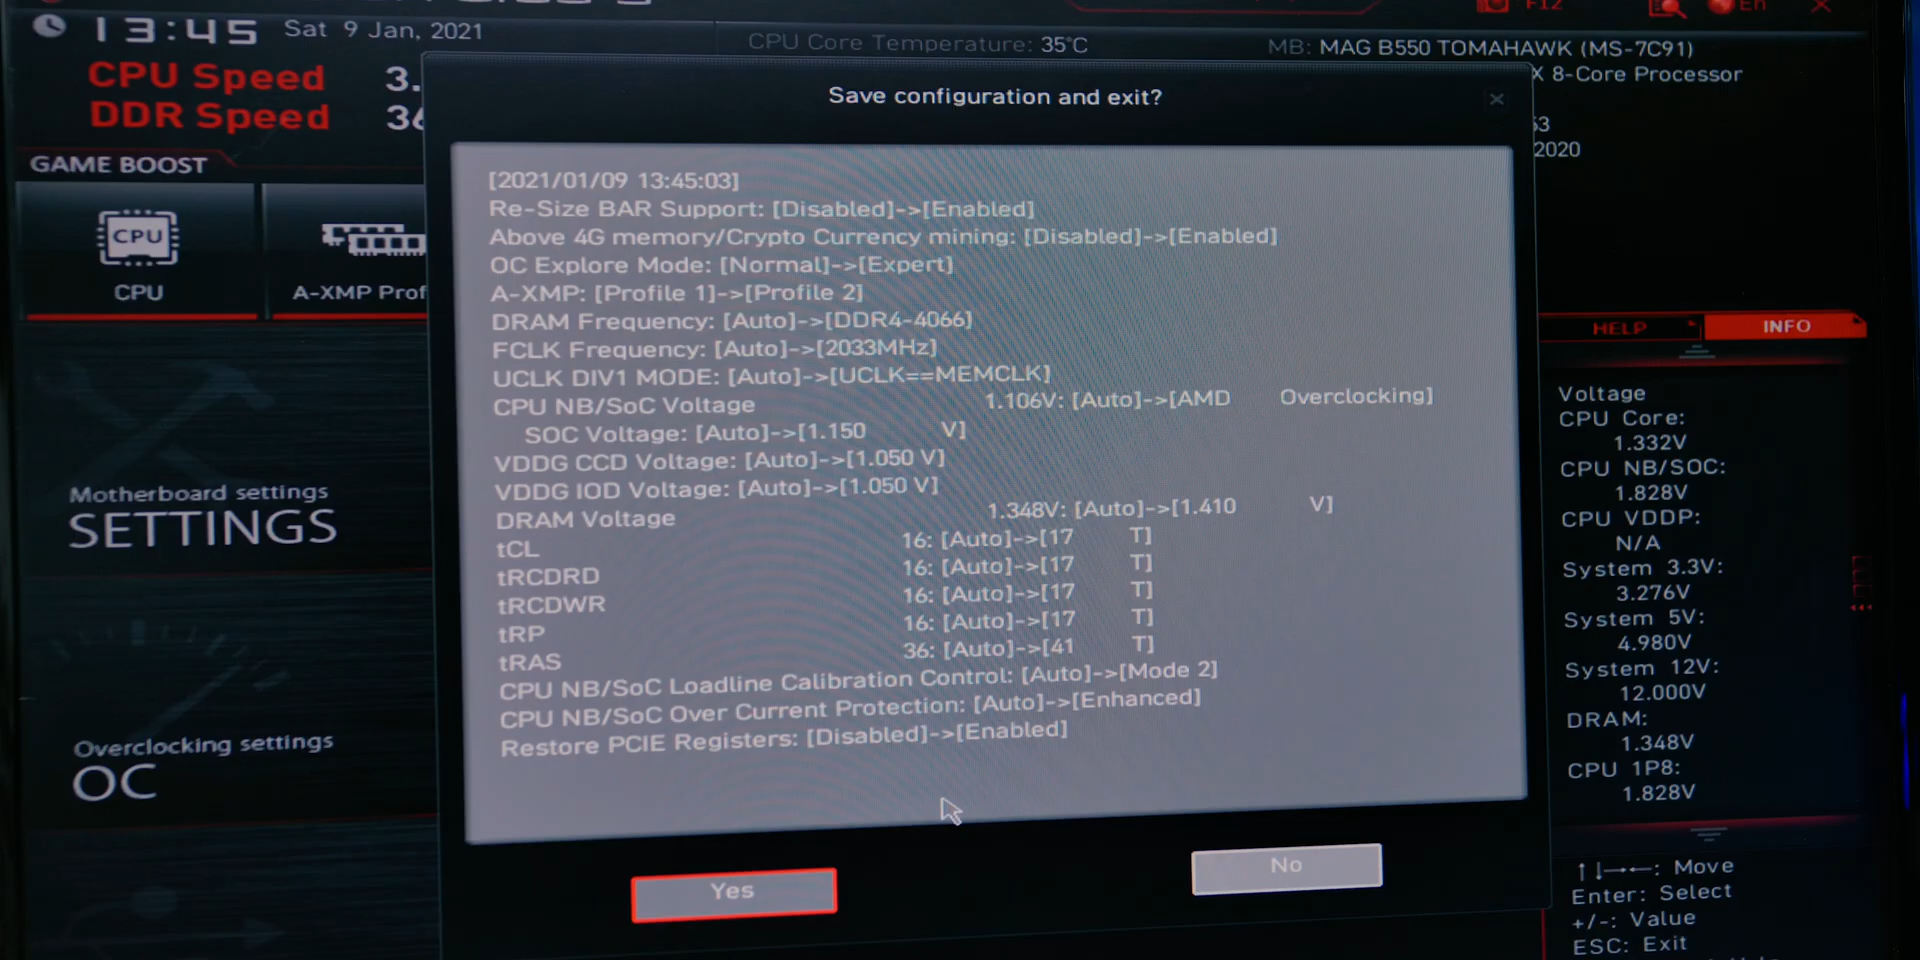 13:45 Sat 9 Jan, 2021
CPU Core Temperature: 35°C
MB: MAG B550 TOMAHAWK (MS-7C91)
F12
En
CPU Speed 3.
X 8-Core Processor
DDR Speed 36
53
2020
GAME BOOST
CPU
A-XMP Prof
Motherboard settings
SETTINGS
Overclocking settings
OC
Save configuration and exit?
[2021/01/09 13:45:03]
Re-Size BAR Support: [Disabled]->[Enabled]
Above 4G memory/Crypto Currency mining: [Disabled]->[Enabled]
OC Explore Mode: [Normal]->[Expert]
A-XMP: [Profile 1]->[Profile 2]
DRAM Frequency: [Auto]->[DDR4-4066]
FCLK Frequency: [Auto]->[2033MHz]
UCLK DIV1 MODE: [Auto]->[UCLK==MEMCLK]
CPU NB/SoC Voltage 1.106V: [Auto]->[AMD Overclocking]
SOC Voltage: [Auto]->[1.150 V]
VDDG CCD Voltage: [Auto]->[1.050 V]
VDDG IOD Voltage: [Auto]->[1.050 V]
DRAM Voltage 1.348V: [Auto]->[1.410 V]
tCL 16: [Auto]->[17 T]
tRCDRD 16: [Auto]->[17 T]
tRCDWR 16: [Auto]->[17 T]
tRP 16: [Auto]->[17 T]
tRAS 36: [Auto]->[41 T]
CPU NB/SoC Loadline Calibration Control: [Auto]->[Mode 2]
CPU NB/SoC Over Current Protection: [Auto]->[Enhanced]
Restore PCIE Registers: [Disabled]->[Enabled]
Yes
No
HELP
INFO
Voltage
CPU Core:
1.332V
CPU NB/SOC:
1.828V
CPU VDDP:
N/A
System 3.3V:
3.276V
System 5V:
4.980V
System 12V:
12.000V
DRAM:
1.348V
CPU 1P8:
1.828V
↑↓→←: Move
Enter: Select
+/-: Value
ESC: Exit